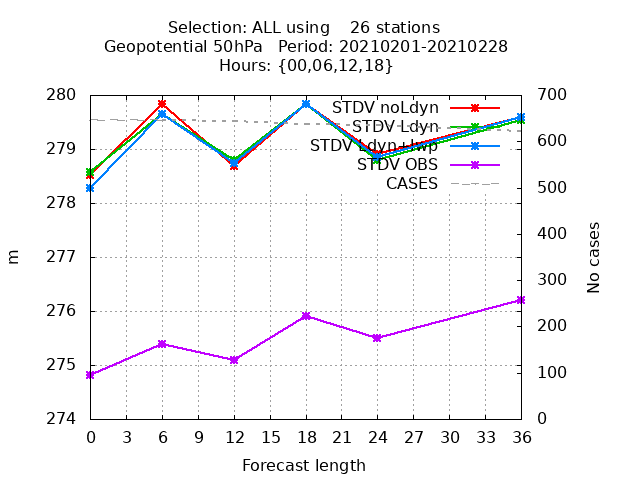 Selection: ALL using    26 stations
Geopotential 50hPa   Period: 20210201-20210228
Hours: {00,06,12,18}
STDV noLdyn
STDV Ldyn
STDV Ldyn+lwp
STDV OBS
CASES
m
280
279
278
277
276
275
274
700
600
500
400
300
200
100
0
No cases
0 3 6 9 12 15 18 21 24 27 30 33 36
Forecast length